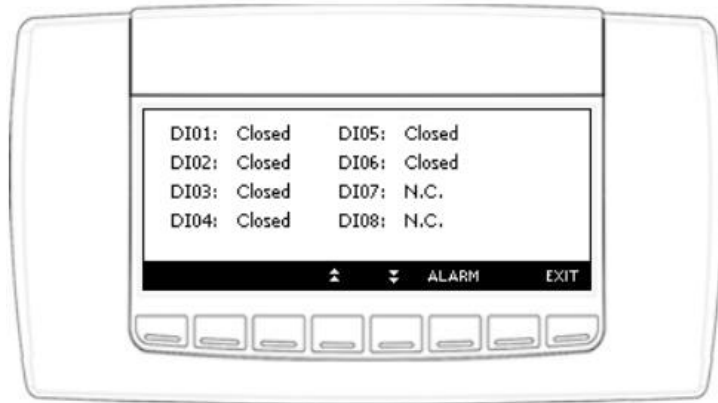 DI01: Closed DI05: Closed
DI02: Closed DI06: Closed
DI03: Closed DI07: N.C.
DI04: Closed DI08: N.C.
ALARM EXIT